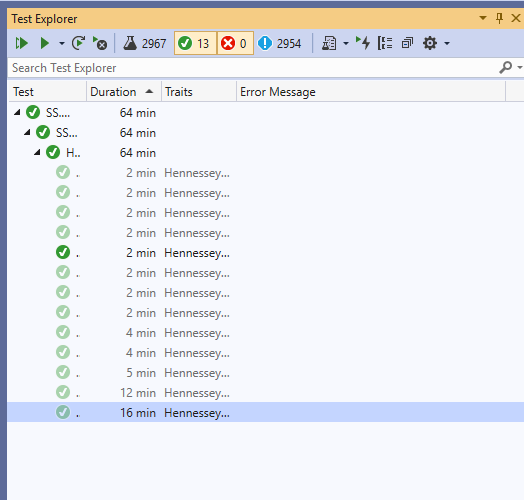 Test Explorer
2967 13 0 2954
Search Test Explorer
Test Duration Traits Error Message
SS.... 64 min
SS... 64 min
H.. 64 min
.. 2 min Hennessey...
.. 2 min Hennessey...
.. 2 min Hennessey...
.. 2 min Hennessey...
.. 2 min Hennessey...
.. 2 min Hennessey...
.. 2 min Hennessey...
.. 2 min Hennessey...
.. 4 min Hennessey...
.. 4 min Hennessey...
.. 5 min Hennessey...
.. 12 min Hennessey...
.. 16 min Hennessey...